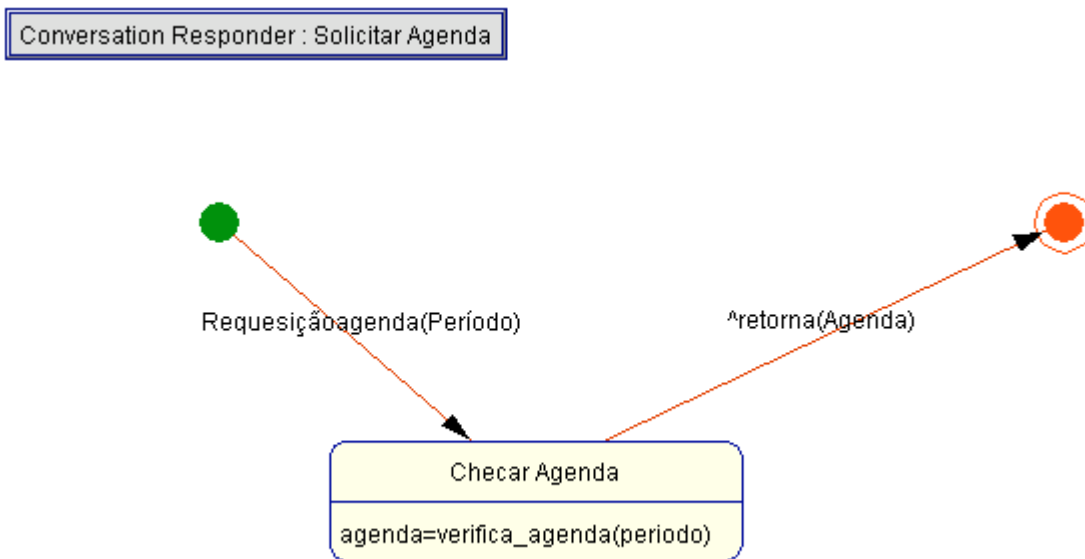 Conversation Responder : Solicitar Agenda
Requesiçãoagenda(Período)
^retorna(Agenda)
Checar Agenda
agenda=verifica_agenda(periodo)